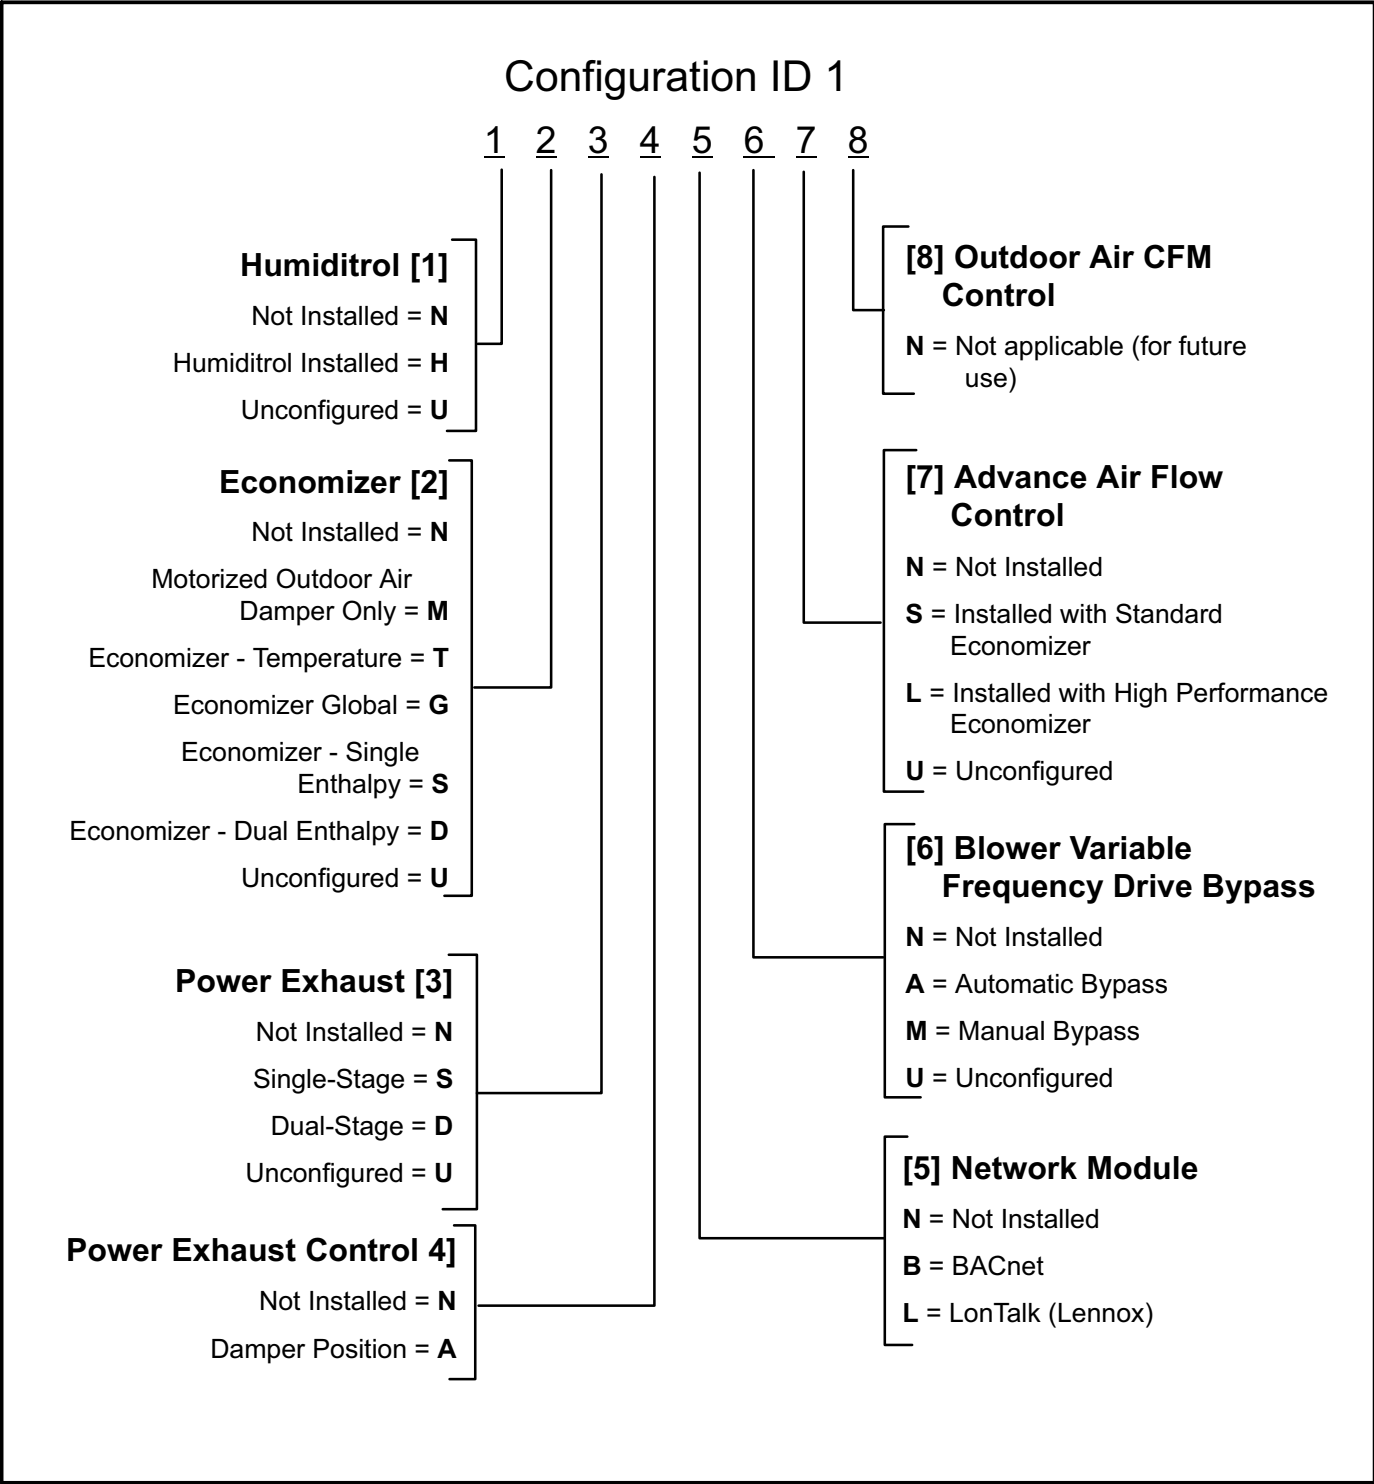 Configuration ID 1
1 2 3 4 5 6 7 8
Humiditrol [1]
Not Installed = N
Humiditrol Installed = H
Unconfigured = U
Economizer [2]
Not Installed = N
Motorized Outdoor Air
Damper Only = M
Economizer - Temperature = T
Economizer Global = G
Economizer - Single
Enthalpy = S
Economizer - Dual Enthalpy = D
Unconfigured = U
Power Exhaust [3]
Not Installed = N
Single-Stage = S
Dual-Stage = D
Unconfigured = U
Power Exhaust Control 4]
Not Installed = N
Damper Position = A
[8] Outdoor Air CFM
Control
N = Not applicable (for future
use)
[7] Advance Air Flow
Control
N = Not Installed
S = Installed with Standard
Economizer
L = Installed with High Performance
Economizer
U = Unconfigured
[6] Blower Variable
Frequency Drive Bypass
N = Not Installed
A = Automatic Bypass
M = Manual Bypass
U = Unconfigured
[5] Network Module
N = Not Installed
B = BACnet
L = LonTalk (Lennox)